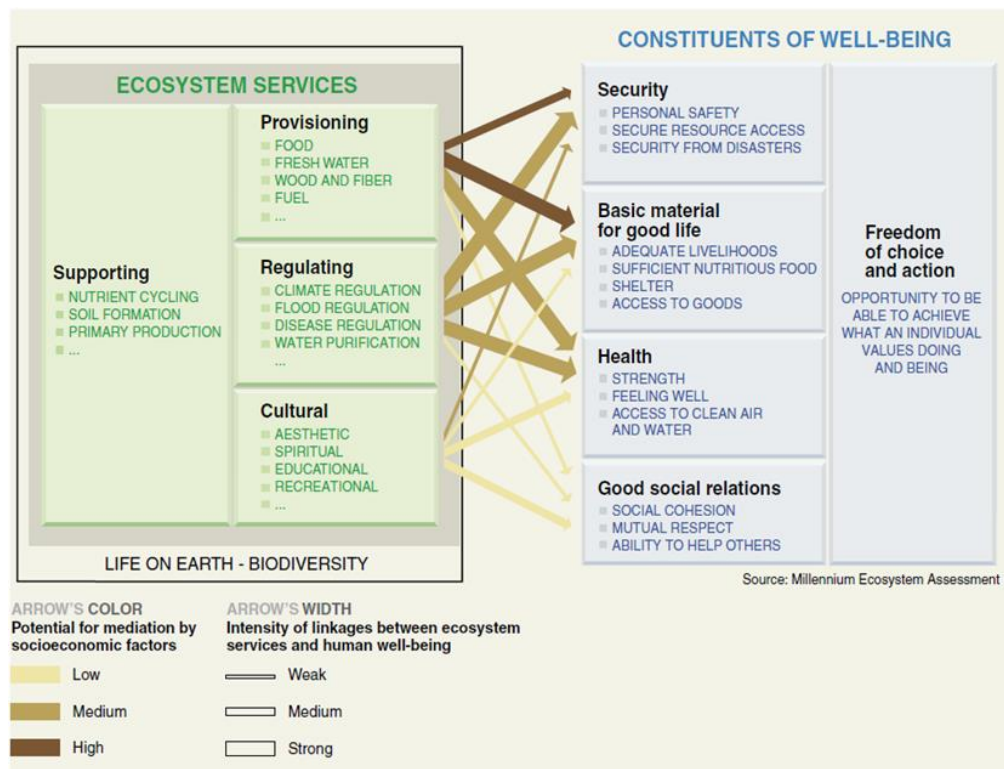 CONSTITUENTS OF WELL-BEING
ECOSYSTEM SERVICES
Supporting
NUTRIENT CYCLING
SOIL FORMATION
PRIMARY PRODUCTION
...
Provisioning
FOOD
FRESH WATER
WOOD AND FIBER
FUEL
...
Regulating
CLIMATE REGULATION
FLOOD REGULATION
DISEASE REGULATION
WATER PURIFICATION
...
Cultural
AESTHETIC
SPIRITUAL
EDUCATIONAL
RECREATIONAL
...
LIFE ON EARTH - BIODIVERSITY
Security
PERSONAL SAFETY
SECURE RESOURCE ACCESS
SECURITY FROM DISASTERS
Basic material
for good life
ADEQUATE LIVELIHOODS
SUFFICIENT NUTRITIOUS FOOD
SHELTER
ACCESS TO GOODS
Health
STRENGTH
FEELING WELL
ACCESS TO CLEAN AIR
AND WATER
Good social relations
SOCIAL COHESION
MUTUAL RESPECT
ABILITY TO HELP OTHERS
Freedom
of choice
and action
OPPORTUNITY TO BE
ABLE TO ACHIEVE
WHAT AN INDIVIDUAL
VALUES DOING
AND BEING
Source: Millennium Ecosystem Assessment
ARROW'S COLOR
Potential for mediation by
socioeconomic factors
Low
Medium
High
ARROW'S WIDTH
Intensity of linkages between ecosystem
services and human well-being
Weak
Medium
Strong